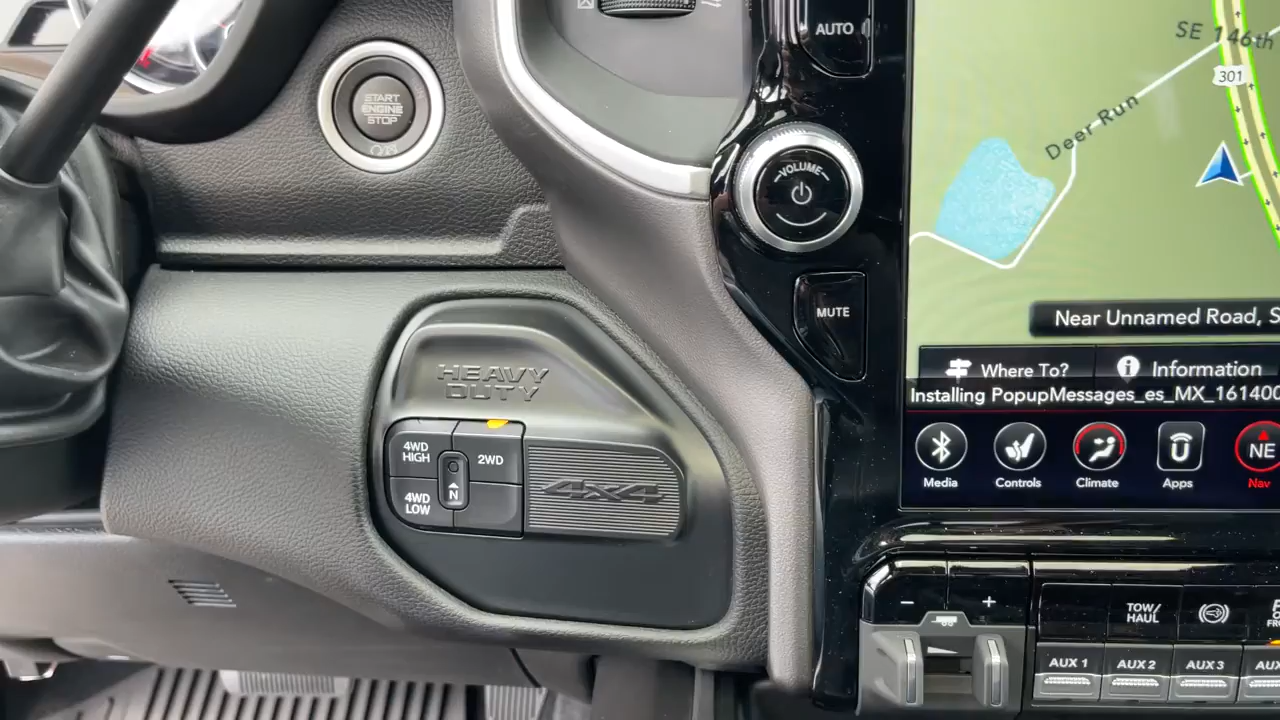 START
ENGINE
STOP
AUTO
VOLUME
MUTE
SE 146th
301
Deer Run
Near Unnamed Road, S
Where To?
Information
Installing PopupMessages_es_MX_161400
Media
Controls
Climate
Apps
NE
Nav
HEAVY
DUTY
4WD
HIGH
2WD
N
4WD
LOW
4x4
- +
TOW/
HAUL
AUX 1
AUX 2
AUX 3
AUX